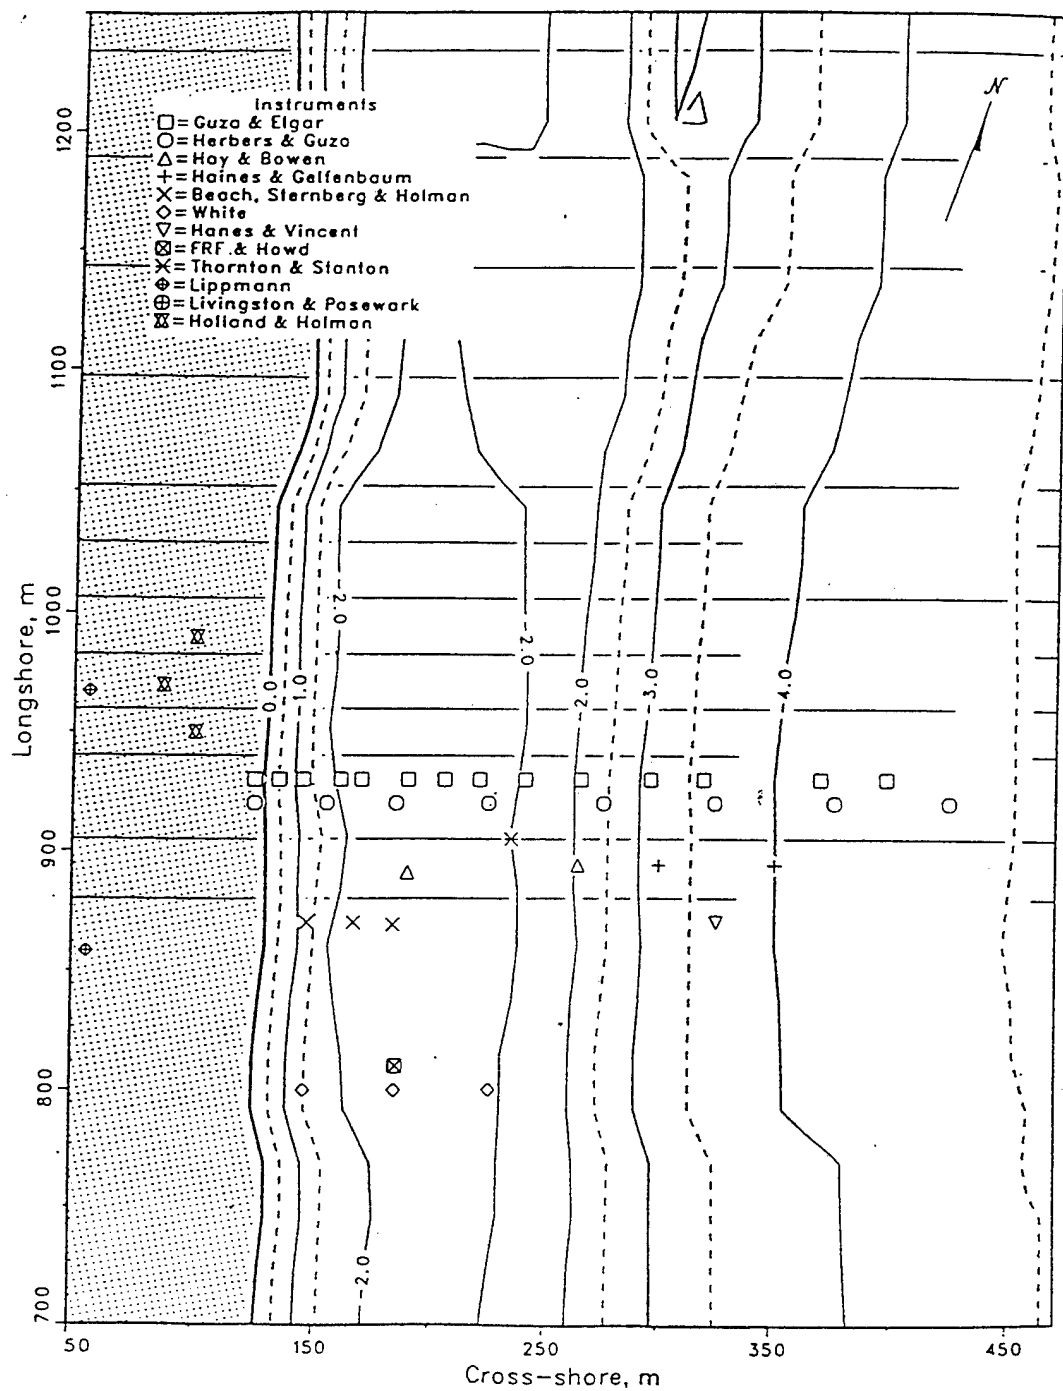 N
Instruments
= Guza & Elgar
= Herbers & Guza
= Hay & Bowen
= Haines & Gelfenbaum
= Beach, Sternberg & Holman
= White
= Hanes & Vincent
= FRF. & Howd
= Thornton & Stanton
= Lippmann
= Livingston & Pasewark
= Holland & Holman
1200
1100
1000
900
800
700
Longshore, m
0.0
1.0
2.0
2.0
2.0
3.0
4.0
2.0
50
150
250
350
450
Cross-shore, m